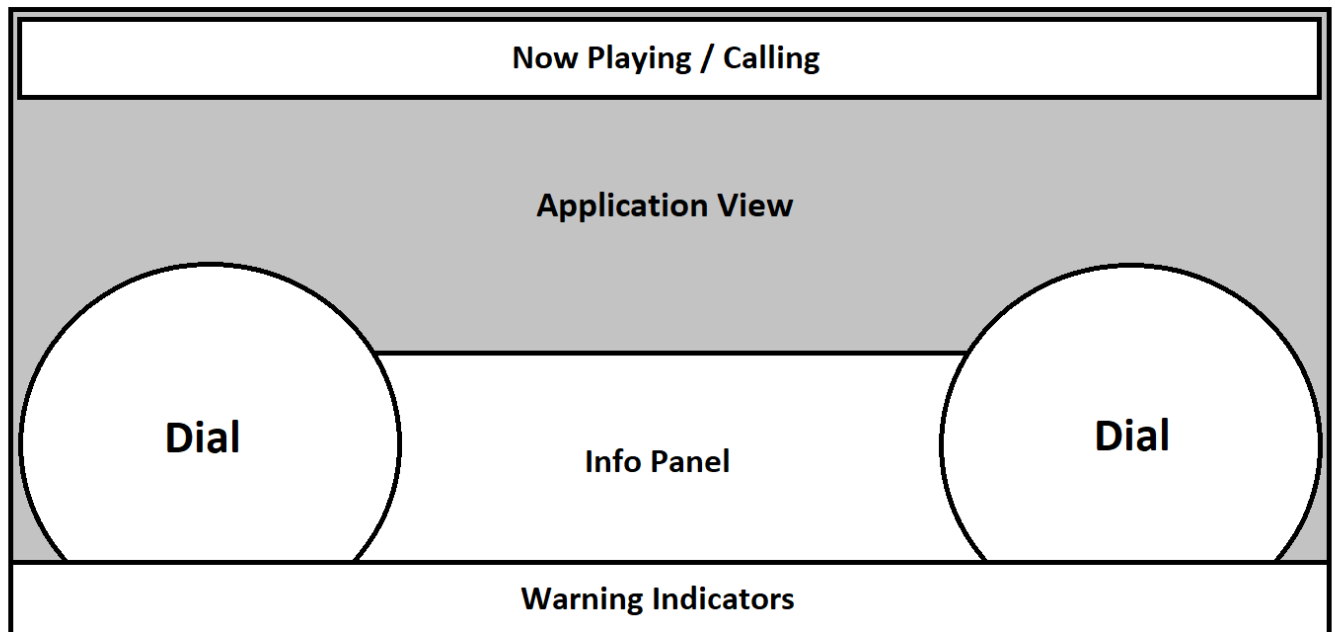 Now Playing / Calling
Application View
Dial
Dial
Info Panel
Warning Indicators